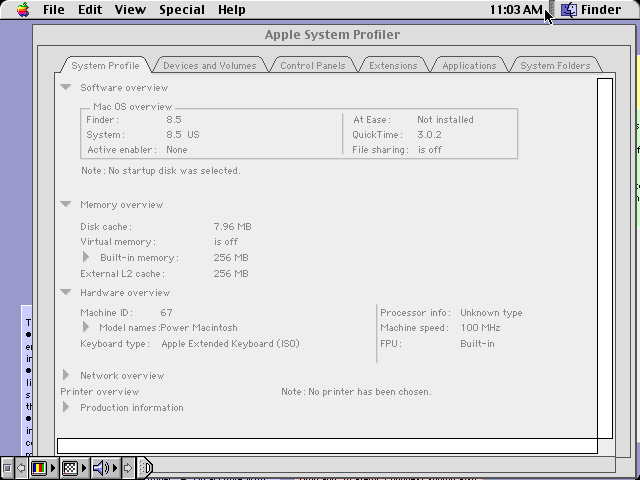 File Edit View Special Help 11:03 AM Finder
Apple System Profiler
System Profile Devices and Volumes Control Panels Extensions Applications System Folders
Software overview
Mac OS overview
Finder: 8.5 At Ease: Not installed
System: 8.5 US QuickTime: 3.0.2
Active enabler: None File sharing: is off
Note: No startup disk was selected.
Memory overview
Disk cache: 7.96 MB
Virtual memory: is off
Built-in memory: 256 MB
External L2 cache: 256 MB
Hardware overview
Machine ID: 67 Processor info: Unknown type
Model names: Power Macintosh Machine speed: 100 MHz
Keyboard type: Apple Extended Keyboard (ISO) FPU: Built-in
Network overview
Printer overview Note: No printer has been chosen.
Production information